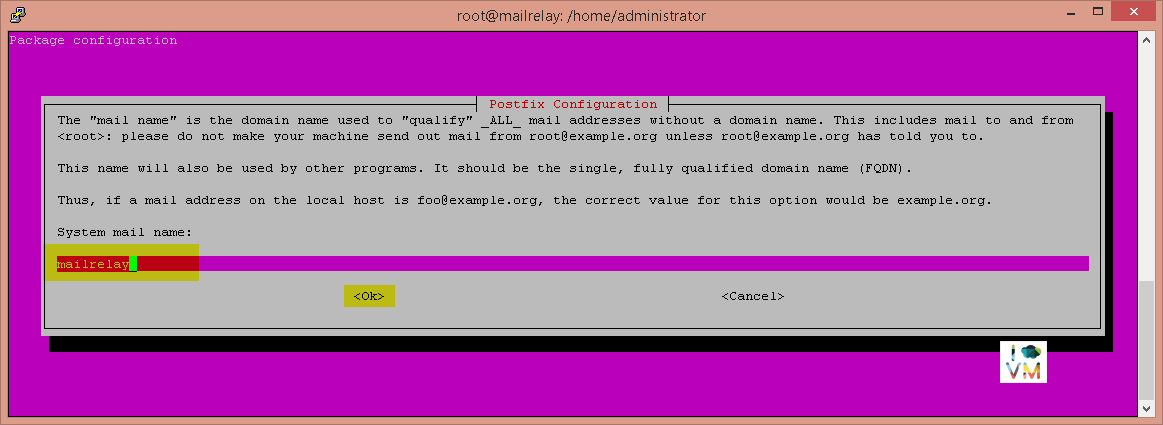 root@mailrelay: /home/administrator
Package configuration
Postfix Configuration
The "mail name" is the domain name used to "qualify" _ALL_ mail addresses without a domain name. This includes mail to and from
<root>: please do not make your machine send out mail from root@example.org unless root@example.org has told you to.
This name will also be used by other programs. It should be the single, fully qualified domain name (FQDN).
Thus, if a mail address on the local host is foo@example.org, the correct value for this option would be example.org.
System mail name:
mailrelay
<Ok> <Cancel>
I
VM